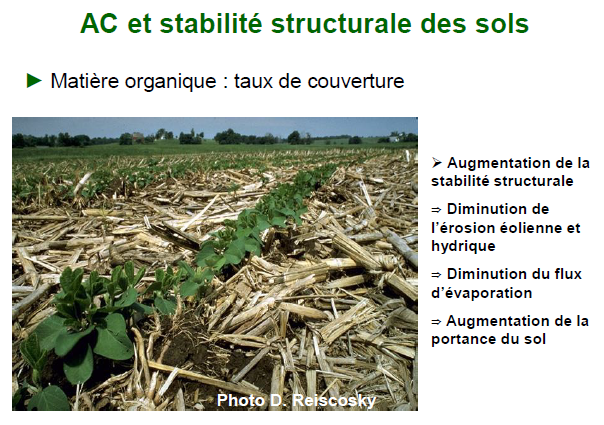 AC et stabilité structurale des sols
► Matière organique : taux de couverture
➢ Augmentation de la
stabilité structurale
⇨ Diminution de
l'érosion éolienne et
hydrique
⇨ Diminution du flux
d'évaporation
⇨ Augmentation de la
portance du sol
Photo D. Reiscosky